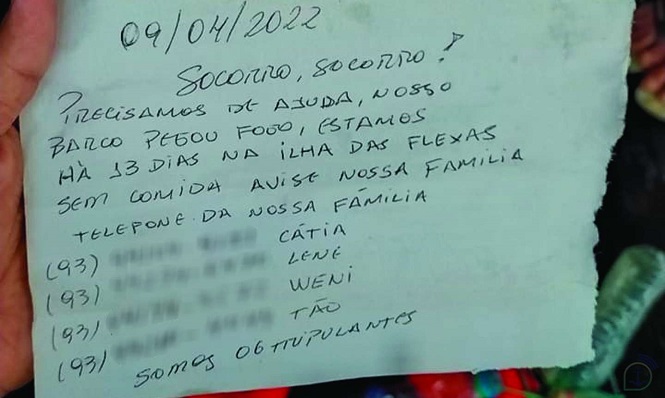 09/04/2022
SOCORRO, SOCORRO!
PRECISAMOS DE AJUDA, NOSSO
BARCO PEGOU FOGO, ESTAMOS
HÀ 13 DIAS NA ILHA DAS FLEXAS
SEM COMIDA AVISE NOSSA FAMILIA
TELEFONE DA NOSSA FÁMILIA
(93) CÁTIA
(93) LENE
(93) WENI
(93) TÃO
SOMOS 06 TRIPULANTES